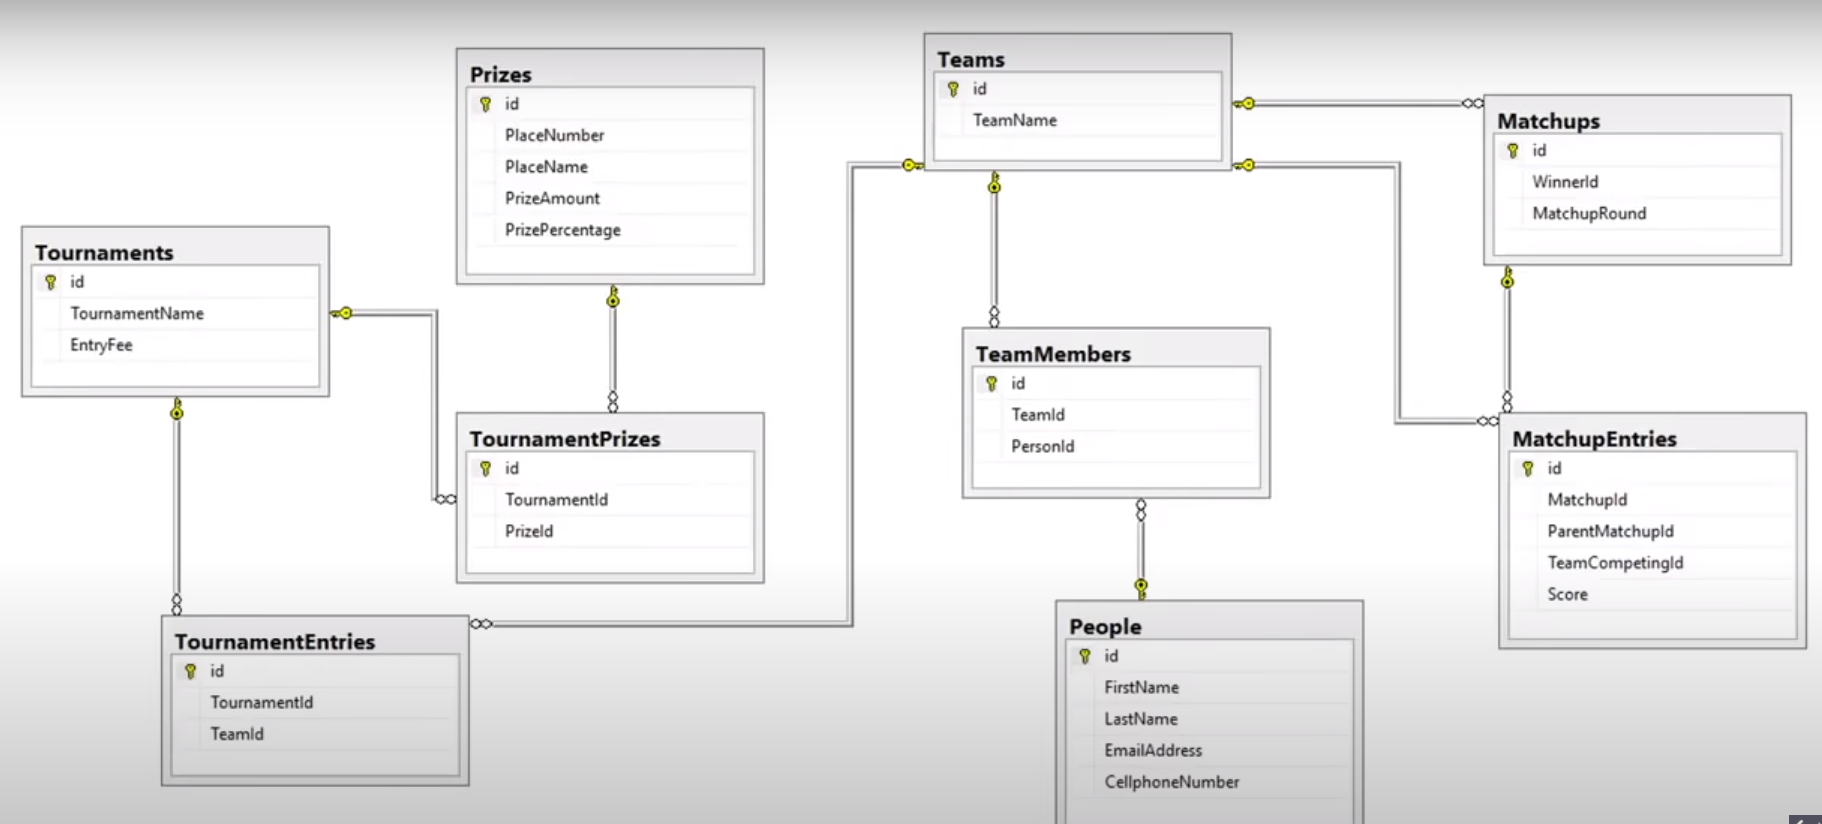 Prizes
id
PlaceNumber
PlaceName
PrizeAmount
PrizePercentage
Teams
id
TeamName
Matchups
id
WinnerId
MatchupRound
Tournaments
id
TournamentName
EntryFee
TeamMembers
id
TeamId
PersonId
TournamentPrizes
id
TournamentId
PrizeId
MatchupEntries
id
MatchupId
ParentMatchupId
TeamCompetingId
Score
TournamentEntries
id
TournamentId
TeamId
People
id
FirstName
LastName
EmailAddress
CellphoneNumber